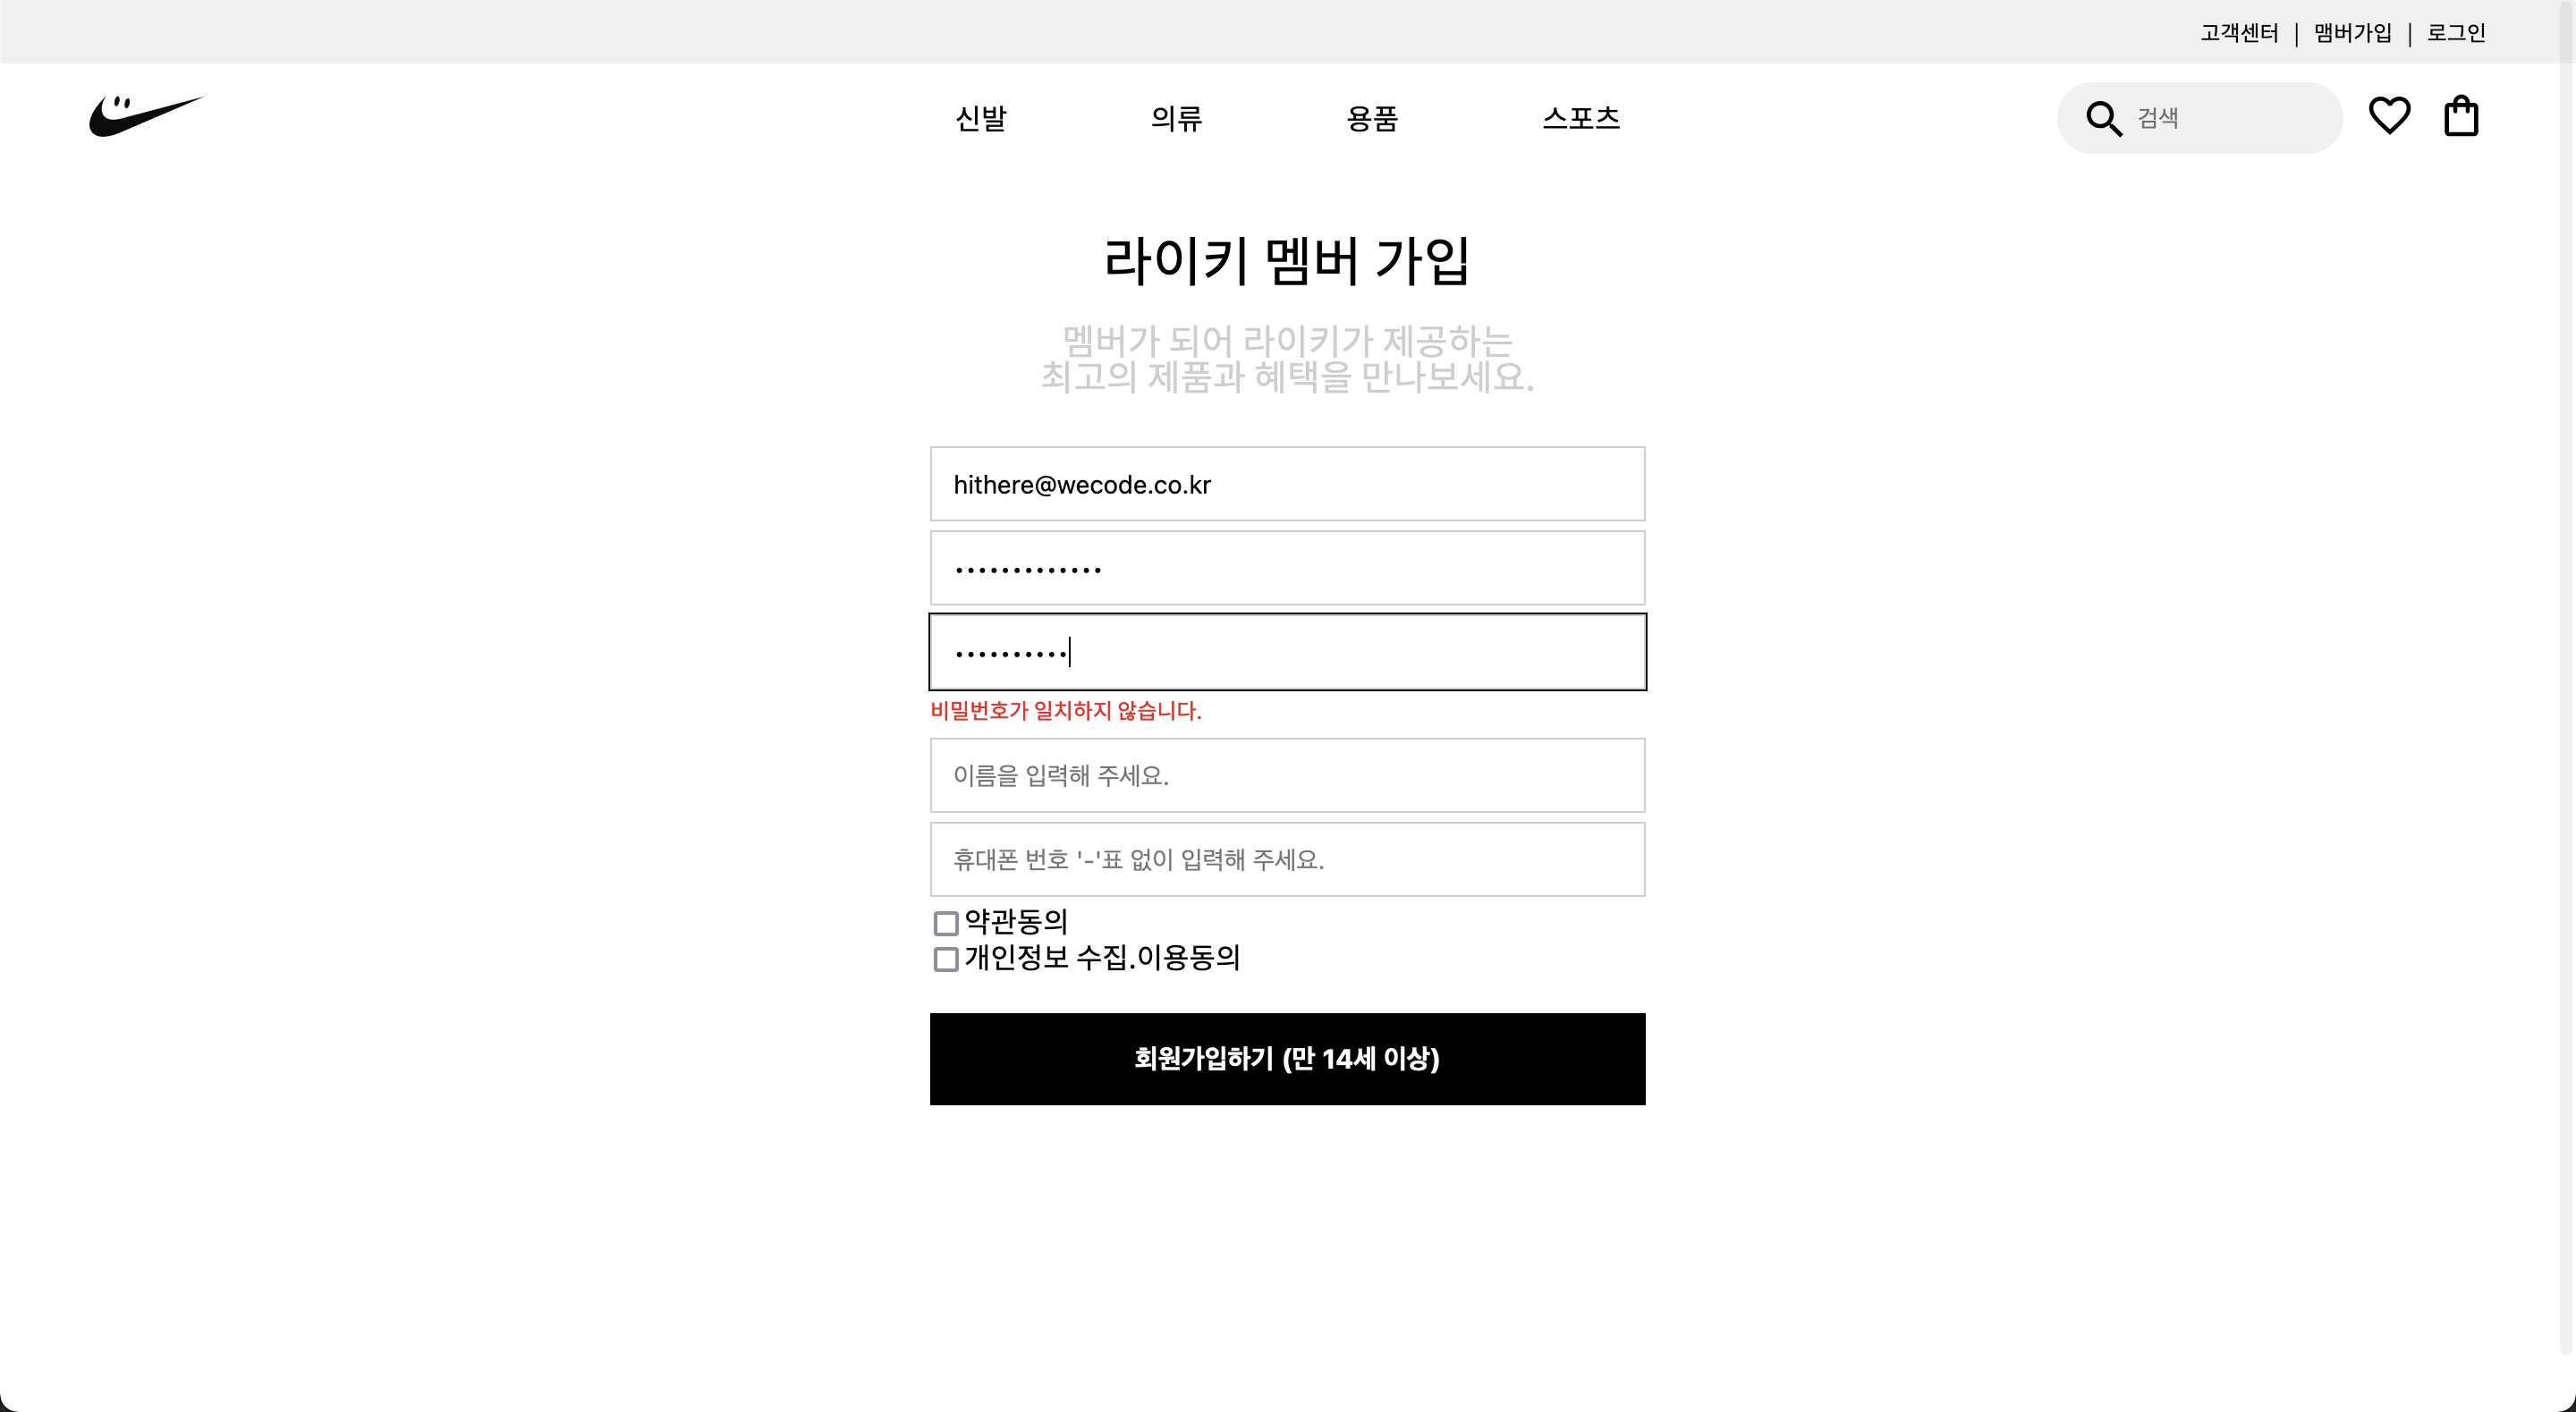 고객센터 | 맴버가입 | 로그인
신발 의류 용품 스포츠 검색
라이키 멤버 가입
멤버가 되어 라이키가 제공하는
최고의 제품과 혜택을 만나보세요.
hithere@wecode.co.kr
•••••••••••••
••••••••••
비밀번호가 일치하지 않습니다.
이름을 입력해 주세요.
휴대폰 번호 '-'표 없이 입력해 주세요.
약관동의
개인정보 수집.이용동의
회원가입하기 (만 14세 이상)